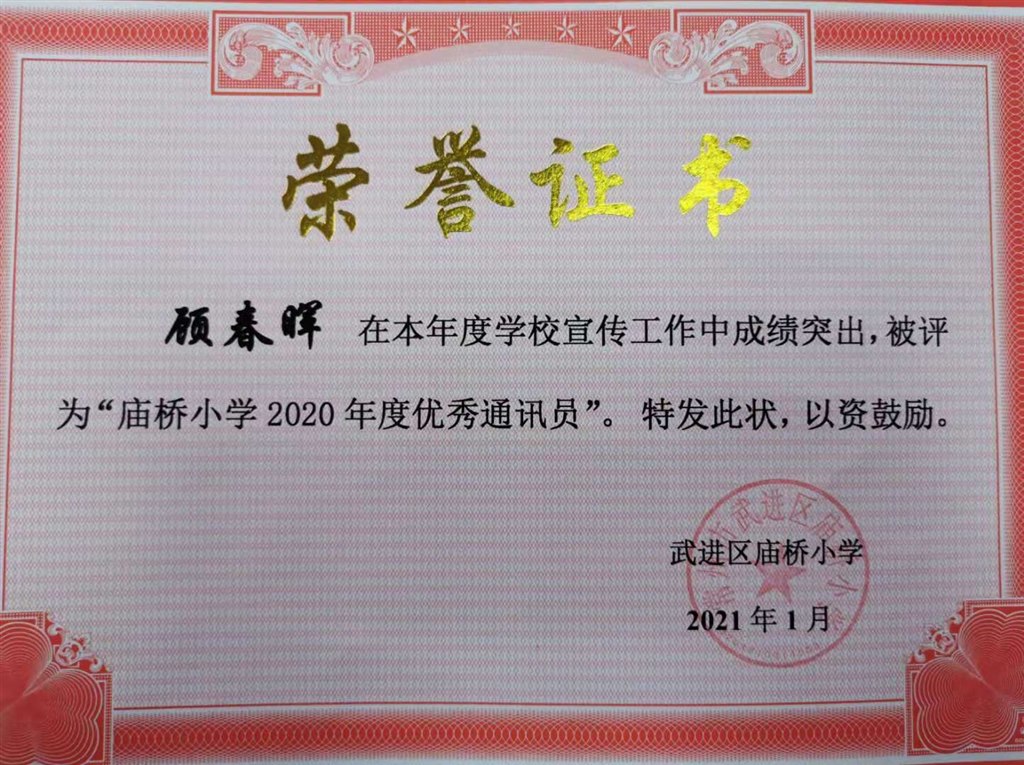 荣誉证书
顾春晖 在本年度学校宣传工作中成绩突出，被评
为“庙桥小学2020年度优秀通讯员”。特发此状，以资鼓励。
武进区庙桥小学
2021年1月